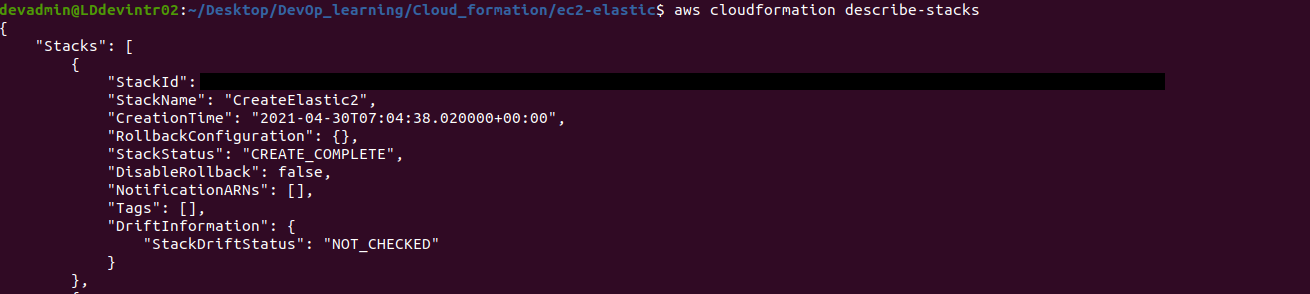 devadmin@LDdevintr02:~/Desktop/DevOp_learning/Cloud_formation/ec2-elastic$ aws cloudformation describe-stacks
{
    "Stacks": [
        {
            "StackId":
            "StackName": "CreateElastic2",
            "CreationTime": "2021-04-30T07:04:38.020000+00:00",
            "RollbackConfiguration": {},
            "StackStatus": "CREATE_COMPLETE",
            "DisableRollback": false,
            "NotificationARNs": [],
            "Tags": [],
            "DriftInformation": {
                "StackDriftStatus": "NOT_CHECKED"
            }
        },
        {